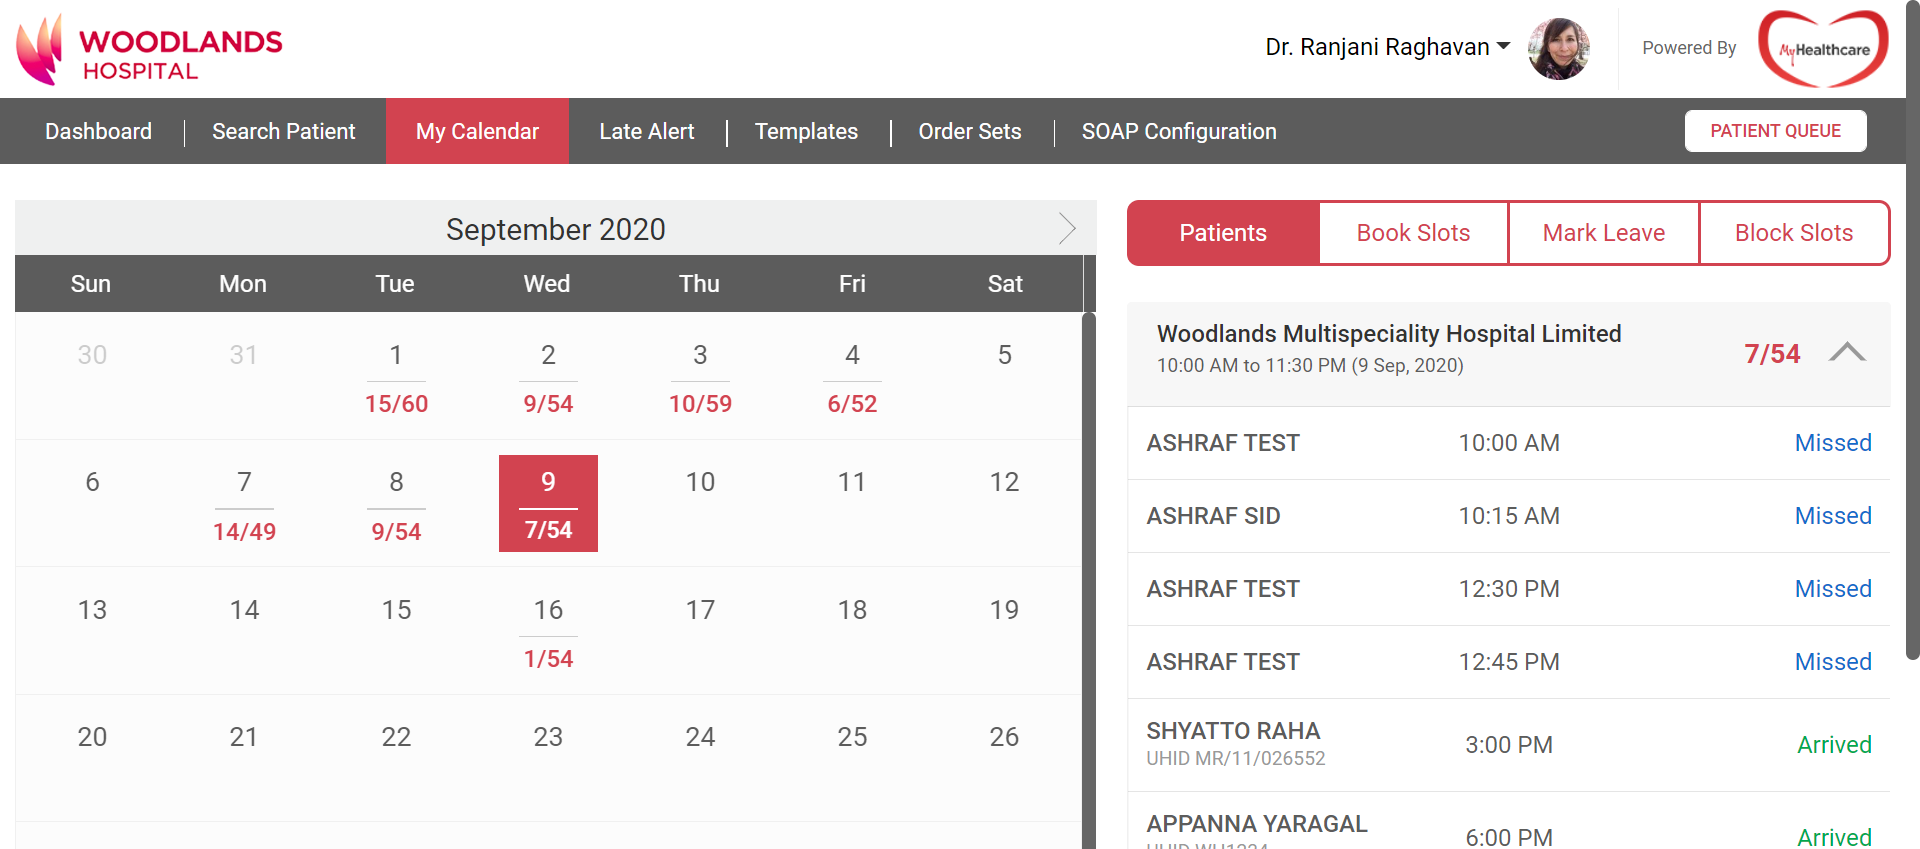 WOODLANDS
HOSPITAL
Dr. Ranjani Raghavan
Powered By
MyHealthcare
Dashboard
Search Patient
My Calendar
Late Alert
Templates
Order Sets
SOAP Configuration
PATIENT QUEUE
September 2020
Sun Mon Tue Wed Thu Fri Sat
30 31 1 2 3 4 5
15/60 9/54 10/59 6/52
6 7 8 9 10 11 12
14/49 9/54 7/54
13 14 15 16 17 18 19
1/54
20 21 22 23 24 25 26
Patients
Book Slots
Mark Leave
Block Slots
Woodlands Multispeciality Hospital Limited
10:00 AM to 11:30 PM (9 Sep, 2020)
7/54
ASHRAF TEST 10:00 AM Missed
ASHRAF SID 10:15 AM Missed
ASHRAF TEST 12:30 PM Missed
ASHRAF TEST 12:45 PM Missed
SHYATTO RAHA 3:00 PM Arrived
UHID MR/11/026552
APPANNA YARAGAL 6:00 PM Arrived